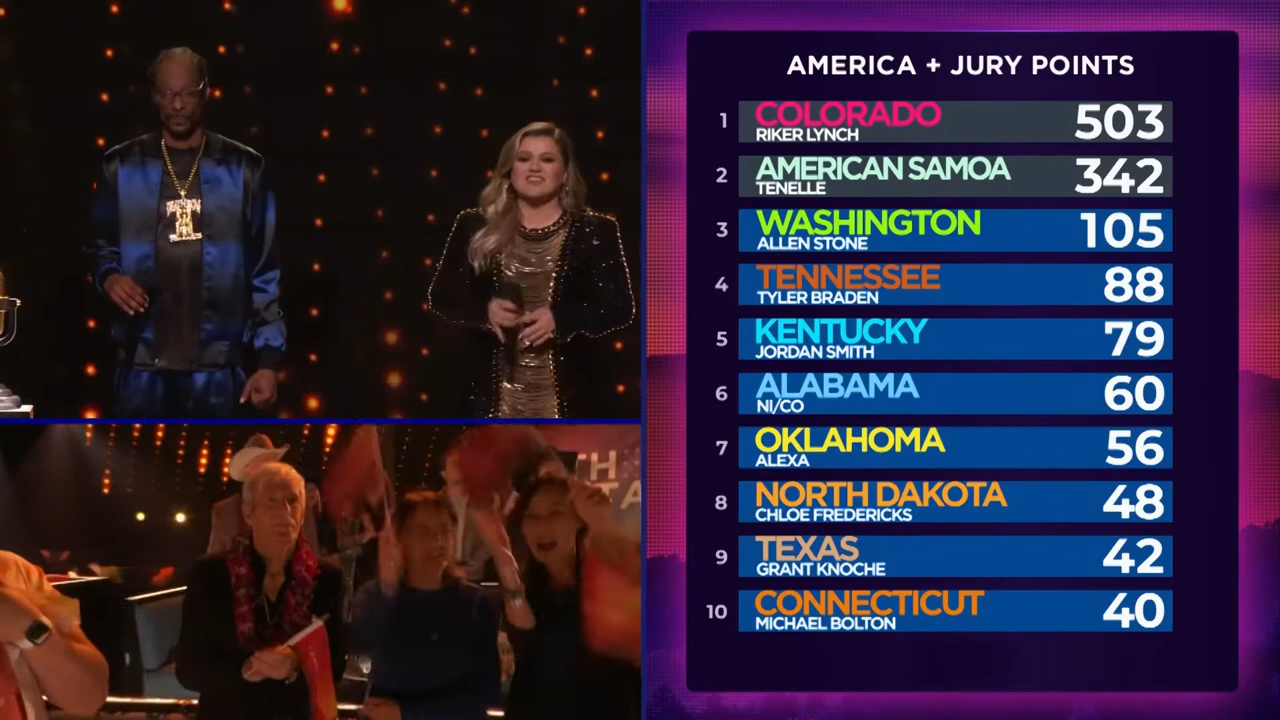 AMERICA + JURY POINTS
1 COLORADO 503
RIKER LYNCH
2 AMERICAN SAMOA 342
TENELLE
3 WASHINGTON 105
ALLEN STONE
4 TENNESSEE 88
TYLER BRADEN
5 KENTUCKY 79
JORDAN SMITH
6 ALABAMA 60
NI/CO
7 OKLAHOMA 56
ALEXA
8 NORTH DAKOTA 48
CHLOE FREDERICKS
9 TEXAS 42
GRANT KNOCHE
10 CONNECTICUT 40
MICHAEL BOLTON